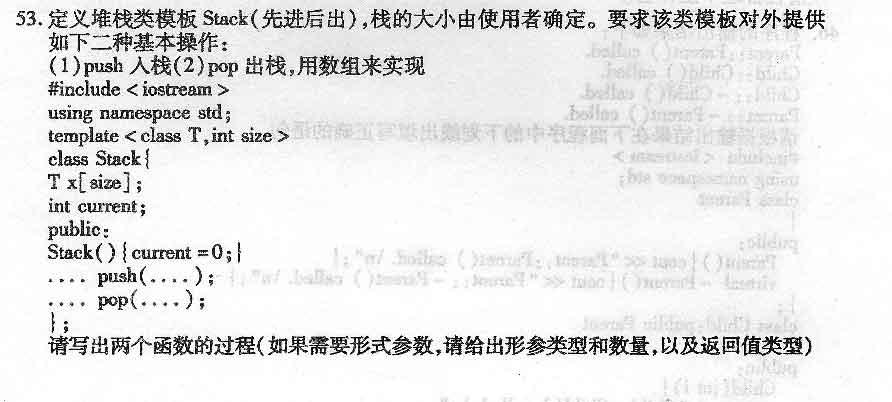 53. 定义堆栈类模板 Stack(先进后出),栈的大小由使用者确定。要求该类模板对外提供
如下二种基本操作:
(1)push 入栈(2)pop 出栈,用数组来实现
#include < iostream >
using namespace std;
template < class T,int size >
class Stack{
T x[ size ];
int current;
public:
Stack( ){ current =0;}
.... push(....);
.... pop(....);
};
请写出两个函数的过程(如果需要形式参数,请给出形参类型和数量,以及返回值类型)